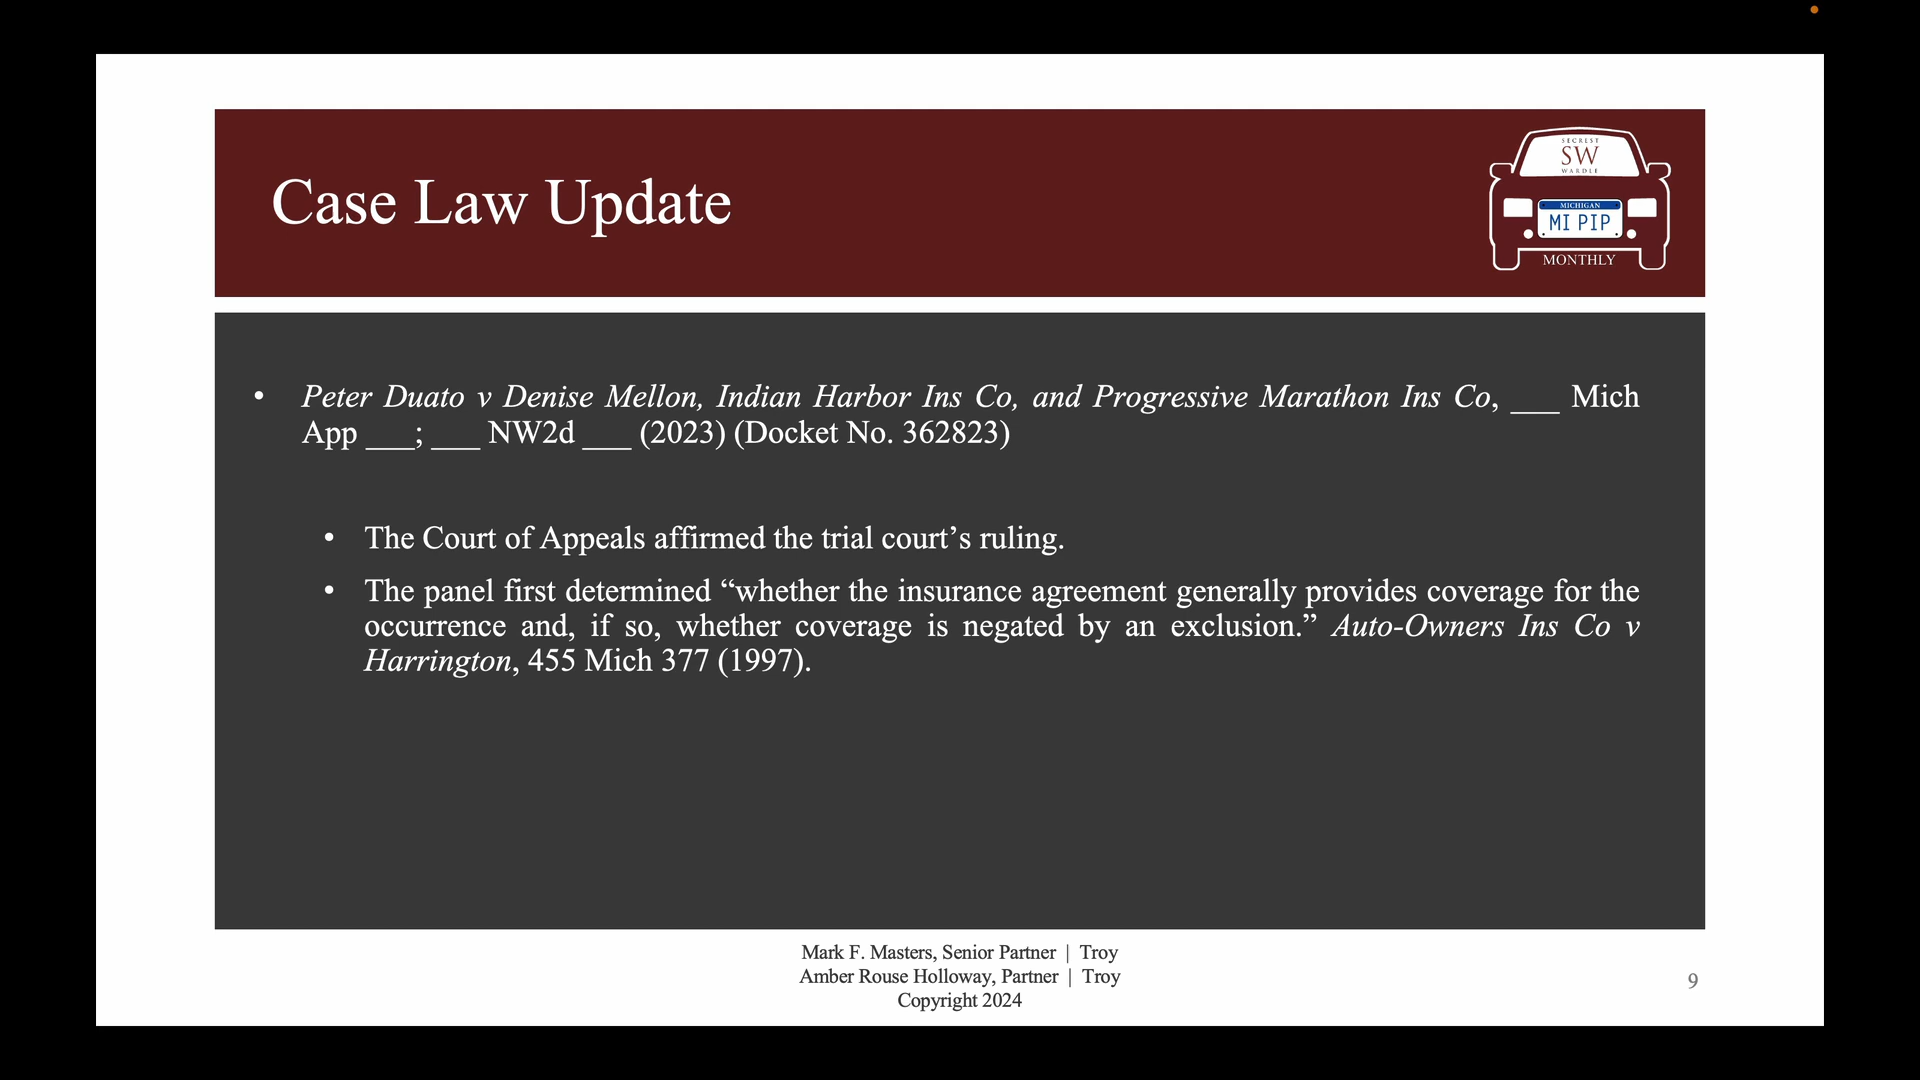 SECREST
SW
WARDLE
MICHIGAN
MI PIP
MONTHLY
Case Law Update
• Peter Duato v Denise Mellon, Indian Harbor Ins Co, and Progressive Marathon Ins Co, ___ Mich
App ___; ___ NW2d ___ (2023) (Docket No. 362823)
• The Court of Appeals affirmed the trial court’s ruling.
• The panel first determined “whether the insurance agreement generally provides coverage for the
occurrence and, if so, whether coverage is negated by an exclusion.” Auto-Owners Ins Co v
Harrington, 455 Mich 377 (1997).
Mark F. Masters, Senior Partner | Troy
Amber Rouse Holloway, Partner | Troy
Copyright 2024
9